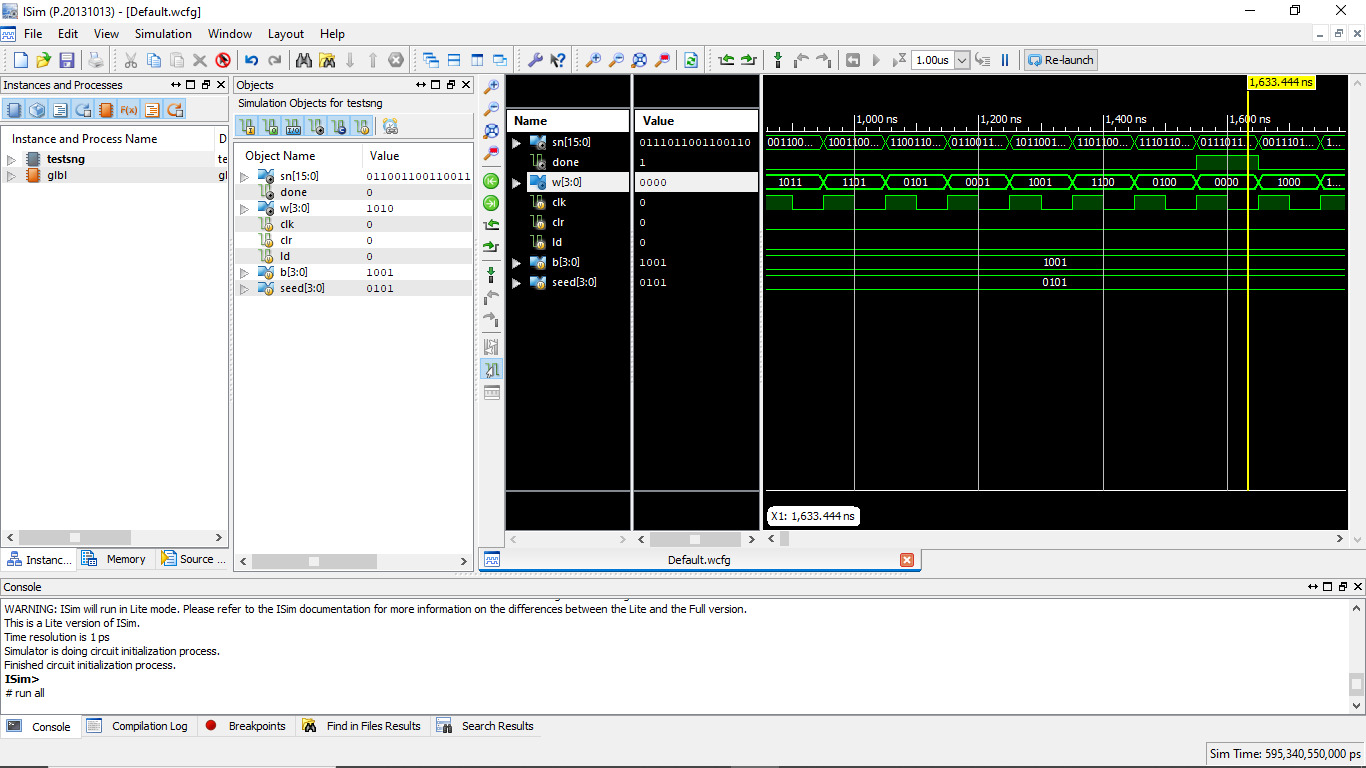 ISim (P.20131013) - [Default.wcfg]
File Edit View Simulation Window Layout Help
1.00us Re-launch
Instances and Processes
Instance and Process Name D
testsng te
glbl gl
Instanc... Memory Source ...
Objects
Simulation Objects for testsng
Object Name Value
sn[15:0] 011001100110011
done 0
w[3:0] 1010
clk 0
clr 0
ld 0
b[3:0] 1001
seed[3:0] 0101
Name Value
sn[15:0] 0111011001100110
done 1
w[3:0] 0000
clk 0
clr 0
ld 0
b[3:0] 1001
seed[3:0] 0101
1,633.444 ns
1,000 ns 1,200 ns 1,400 ns 1,600 ns
001100... 1001100... 1100110... 0110011... 1011001... 1101100... 1110110... 0111011... 0011101... 1...
1011 1101 0101 0001 1001 1100 0100 0000 1000 1...
1001
0101
X1: 1,633.444 ns
Default.wcfg
Console
WARNING: ISim will run in Lite mode. Please refer to the ISim documentation for more information on the differences between the Lite and the Full version.
This is a Lite version of ISim.
Time resolution is 1 ps
Simulator is doing circuit initialization process.
Finished circuit initialization process.
ISim>
# run all
Console Compilation Log Breakpoints Find in Files Results Search Results
Sim Time: 595,340,550,000 ps